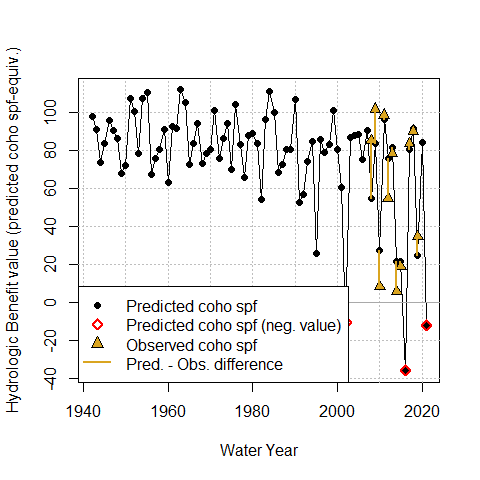 Hydrologic Benefit value (predicted coho spf-equiv.)
100
80
60
40
20
0
-20
-40
Predicted coho spf
Predicted coho spf (neg. value)
Observed coho spf
Pred. - Obs. difference
1940
1960
1980
2000
2020
Water Year